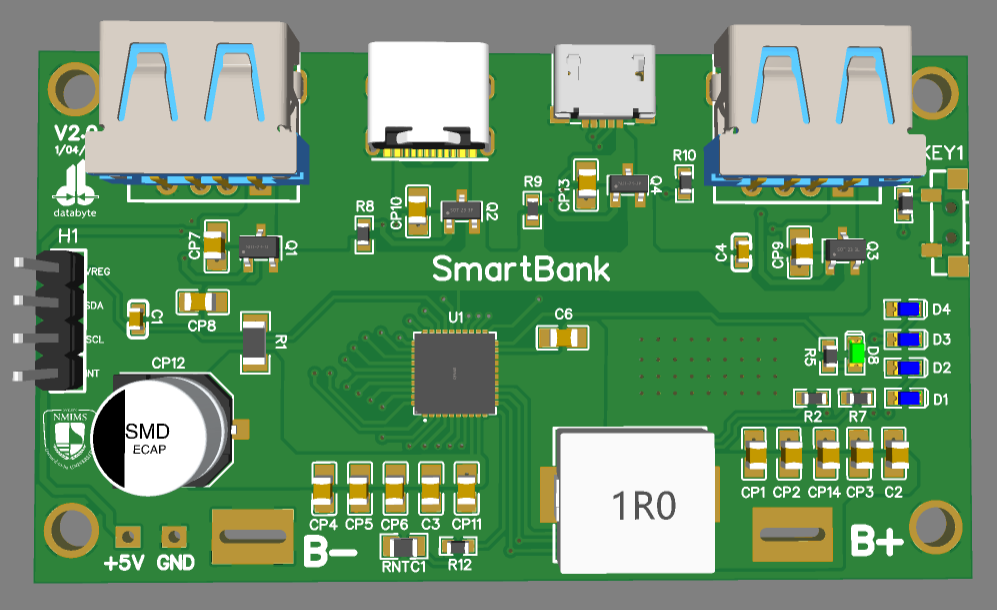 KEY1
V2.
1/04/
databyte
H1
VREG
SDA
SCL
NT
R8
CP10
Q2
R9
CP13
Q4
R10
CP7
Q1
C4
CP9
Q3
SmartBank
CP8
C1
R1
U1
C6
D4
D3
D2
D1
R5
D8
R2
R7
CP12
SMD
ECAP
NMIMS
1R0
CP4
CP5
CP6
C3
CP11
RNTC1
R12
CP1
CP2
CP14
CP3
C2
+5V
GND
B-
B+